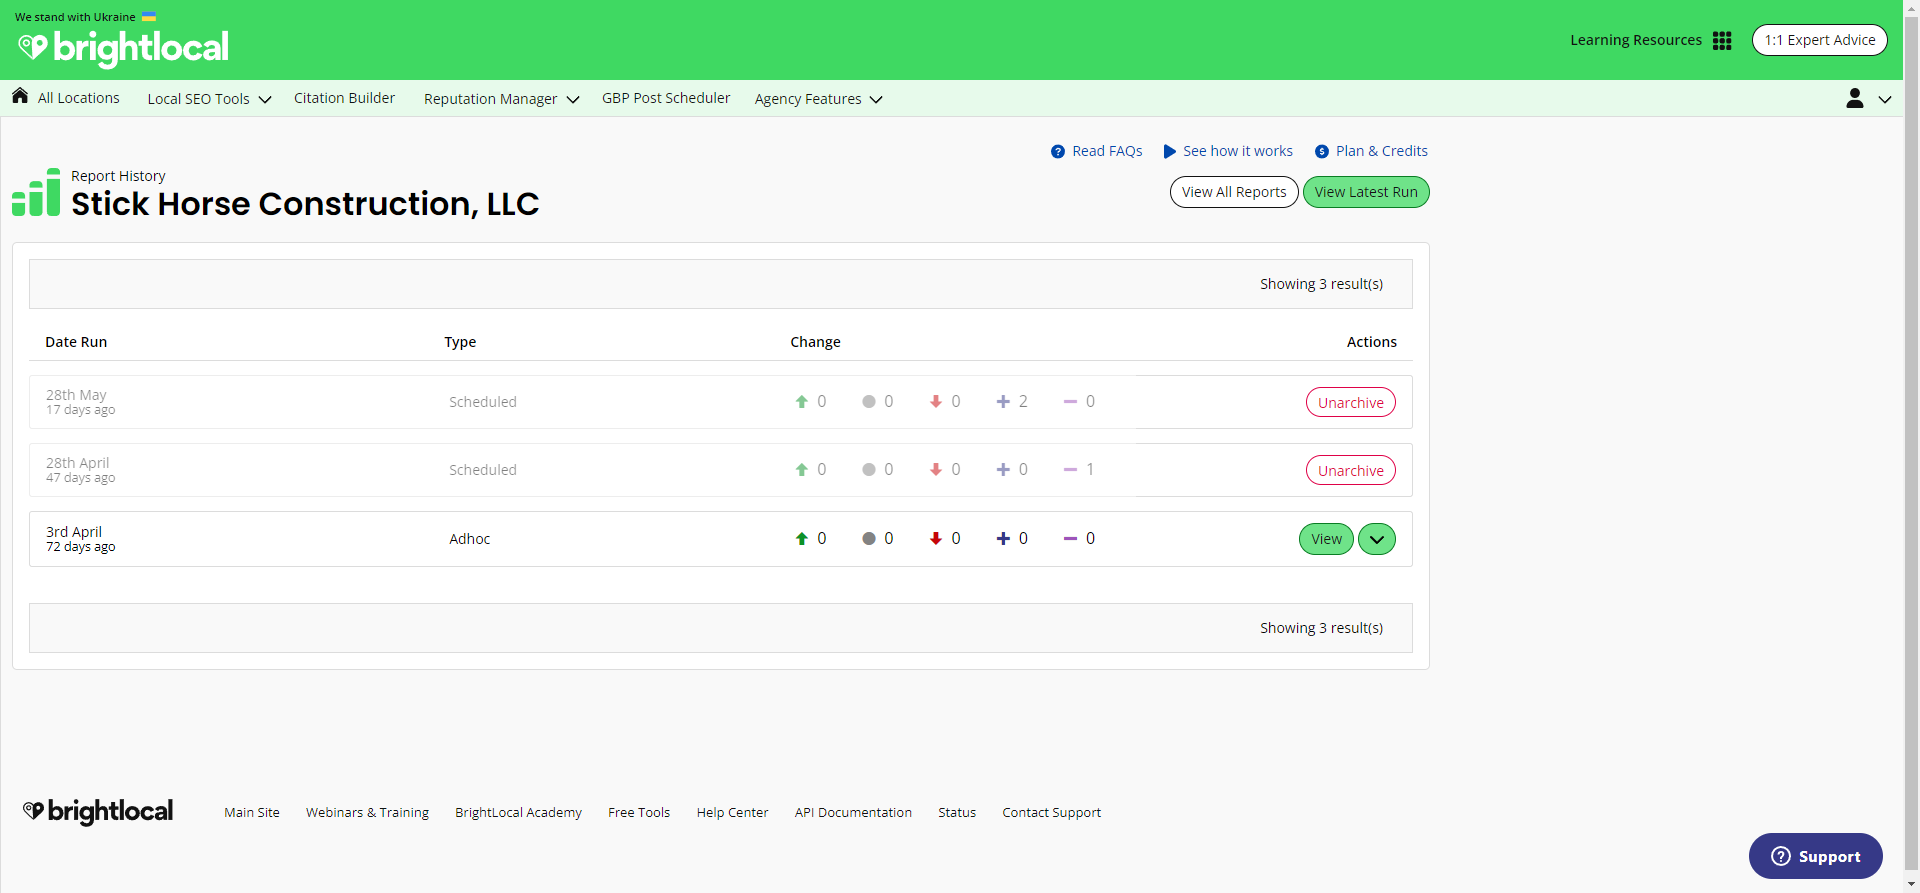 We stand with Ukraine
brightlocal
Learning Resources
1:1 Expert Advice
All Locations
Local SEO Tools
Citation Builder
Reputation Manager
GBP Post Scheduler
Agency Features
Read FAQs
See how it works
Plan & Credits
Report History
Stick Horse Construction, LLC
View All Reports
View Latest Run
Showing 3 result(s)
Date Run Type Change Actions
28th May
17 days ago
Scheduled 0 0 0 2 0 Unarchive
28th April
47 days ago
Scheduled 0 0 0 0 1 Unarchive
3rd April
72 days ago
Adhoc 0 0 0 0 0 View
Showing 3 result(s)
brightlocal
Main Site
Webinars & Training
BrightLocal Academy
Free Tools
Help Center
API Documentation
Status
Contact Support
Support